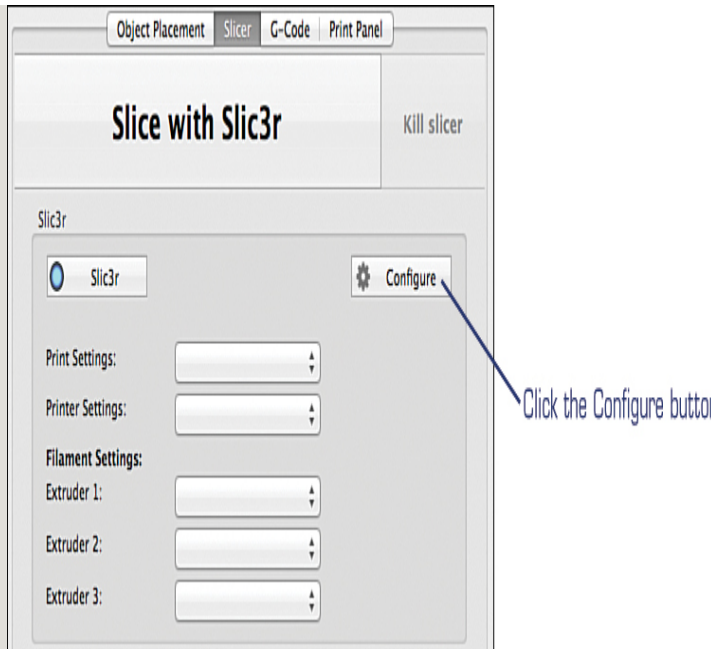 Object Placement Slicer G-Code Print Panel
Slice with Slic3r Kill slicer
Slic3r
Slic3r Configure
Print Settings:
Click the Configure
Printer Settings:
Filament Settings:
Extruder 1:
Extruder 2:
Extruder 3: